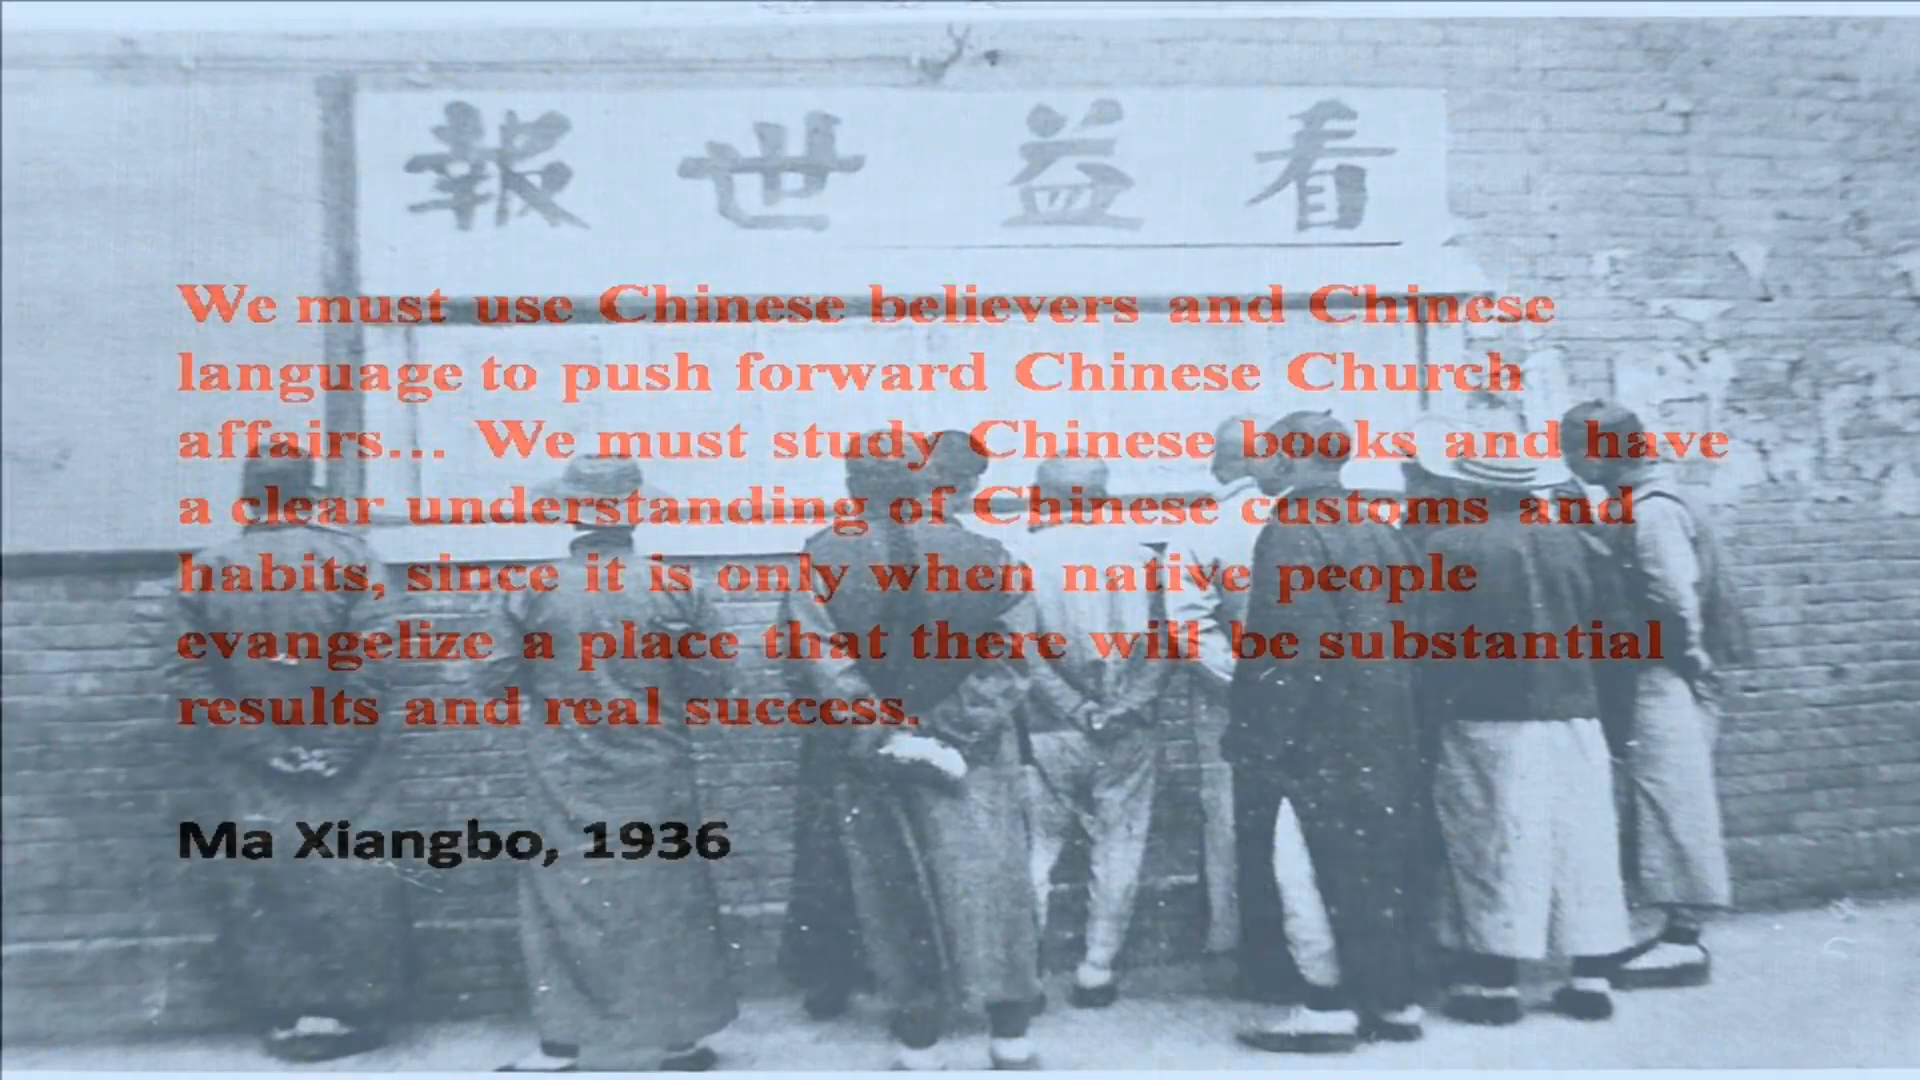 看益世報
We must use Chinese believers and Chinese
language to push forward Chinese Church
affairs... We must study Chinese books and have
a clear understanding of Chinese customs and
habits, since it is only when native people
evangelize a place that there will be substantial
results and real success.
Ma Xiangbo, 1936